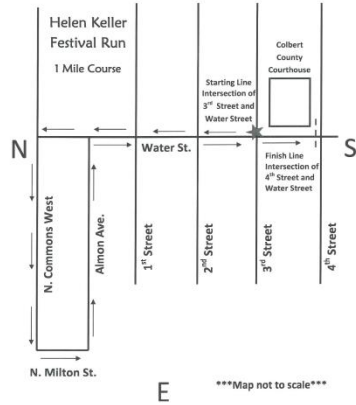 Helen Keller
Festival Run
1 Mile Course
Colbert
County
Courthouse
Starting Line
Intersection of
3rd Street and
Water Street
N
Water St.
S
Finish Line
Intersection of
4th Street and
Water Street
N. Commons West
Almon Ave.
1st Street
2nd Street
3rd Street
4th Street
N. Milton St.
E
***Map not to scale***